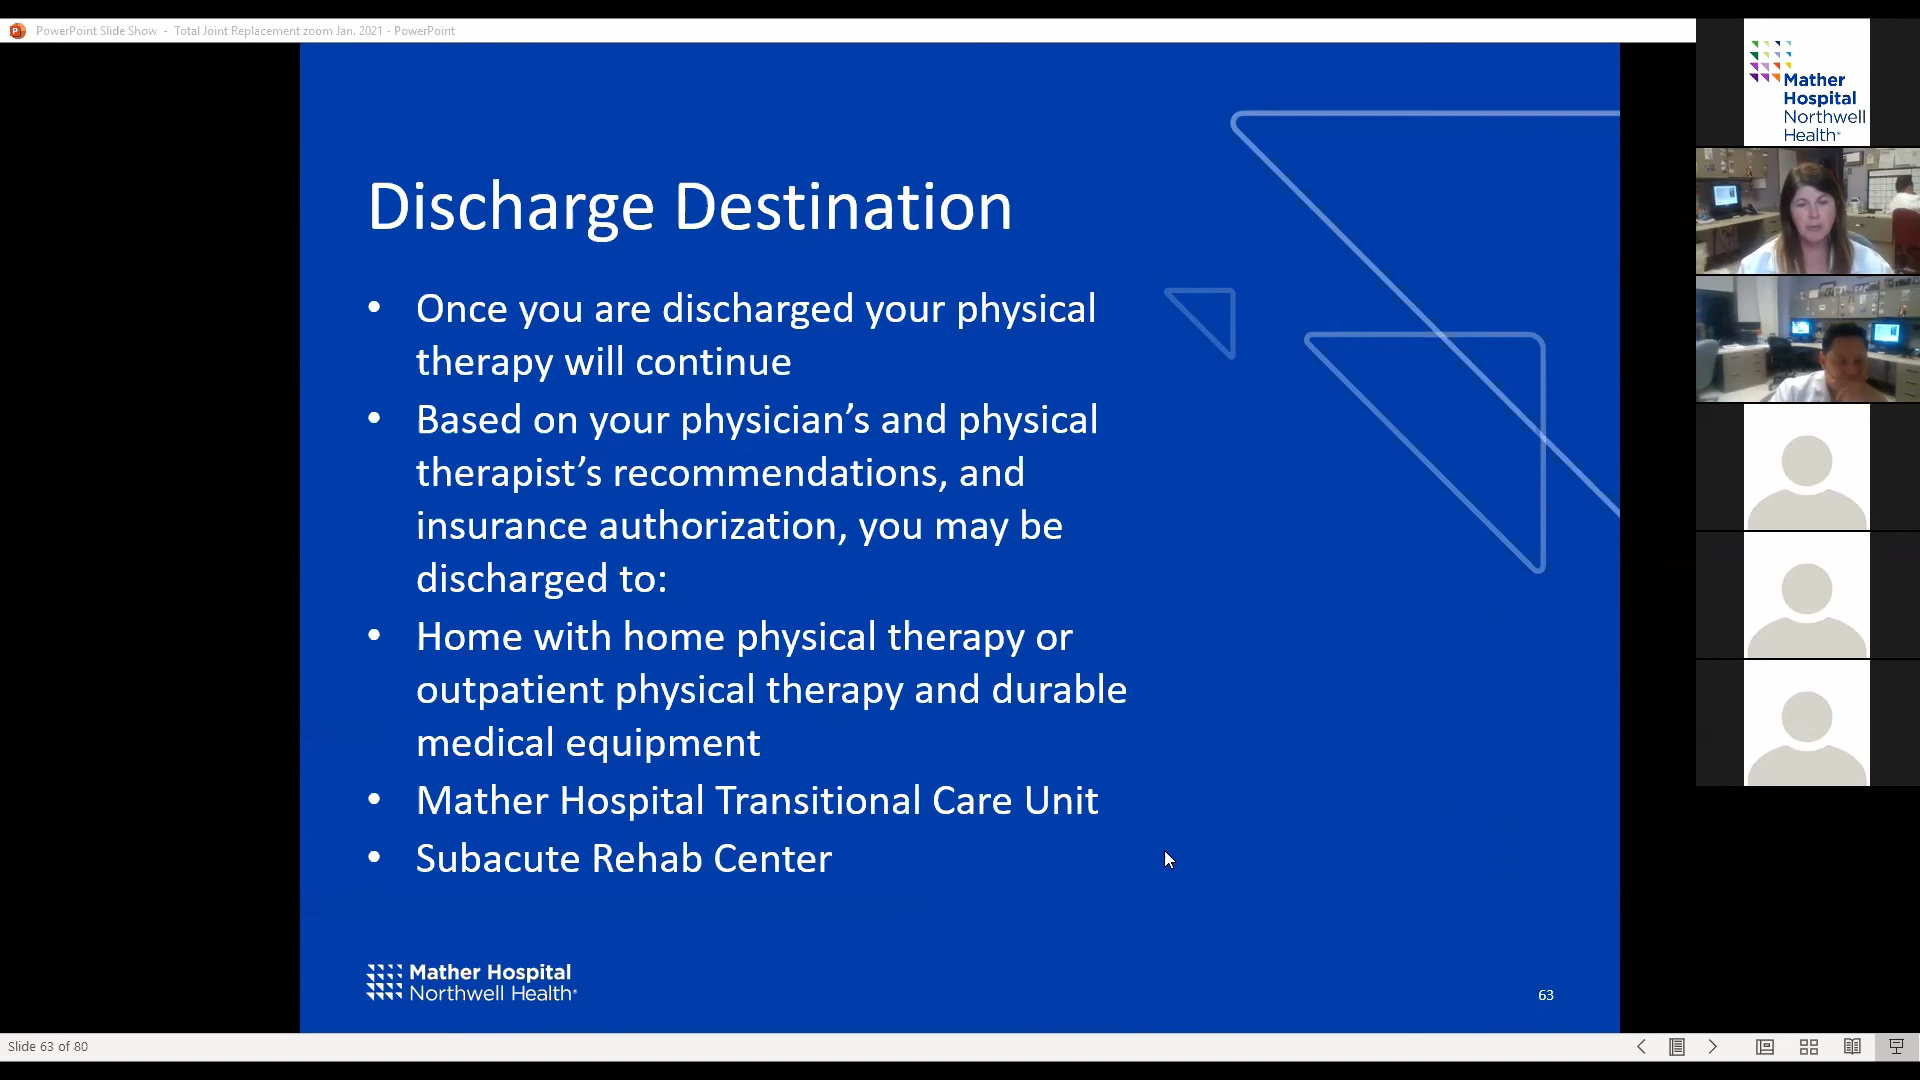 PowerPoint Slide Show - Total Joint Replacement zoom Jan. 2021 - PowerPoint
Mather
Hospital
Northwell
Health®
Discharge Destination
• Once you are discharged your physical
therapy will continue
• Based on your physician’s and physical
therapist’s recommendations, and
insurance authorization, you may be
discharged to:
• Home with home physical therapy or
outpatient physical therapy and durable
medical equipment
• Mather Hospital Transitional Care Unit
• Subacute Rehab Center
Mather Hospital
Northwell Health®
63
Slide 63 of 80